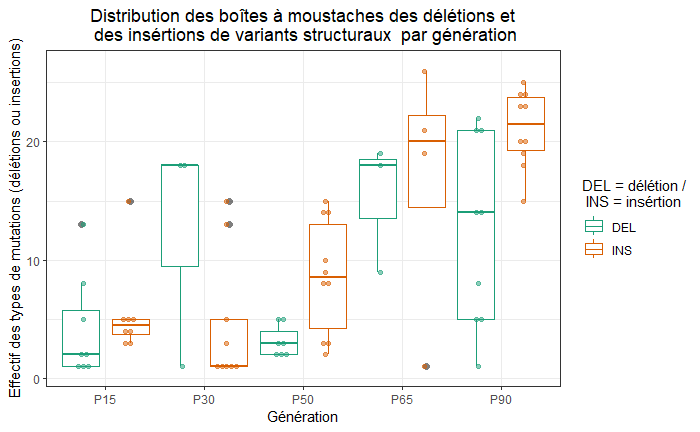 Distribution des boîtes à moustaches des délétions et
des insértions de variants structuraux  par génération
Effectif des types de mutations (délétions ou insertions)
20
10
0
P15
P30
P50
P65
P90
Génération
DEL = délétion /
INS = insértion
DEL
INS